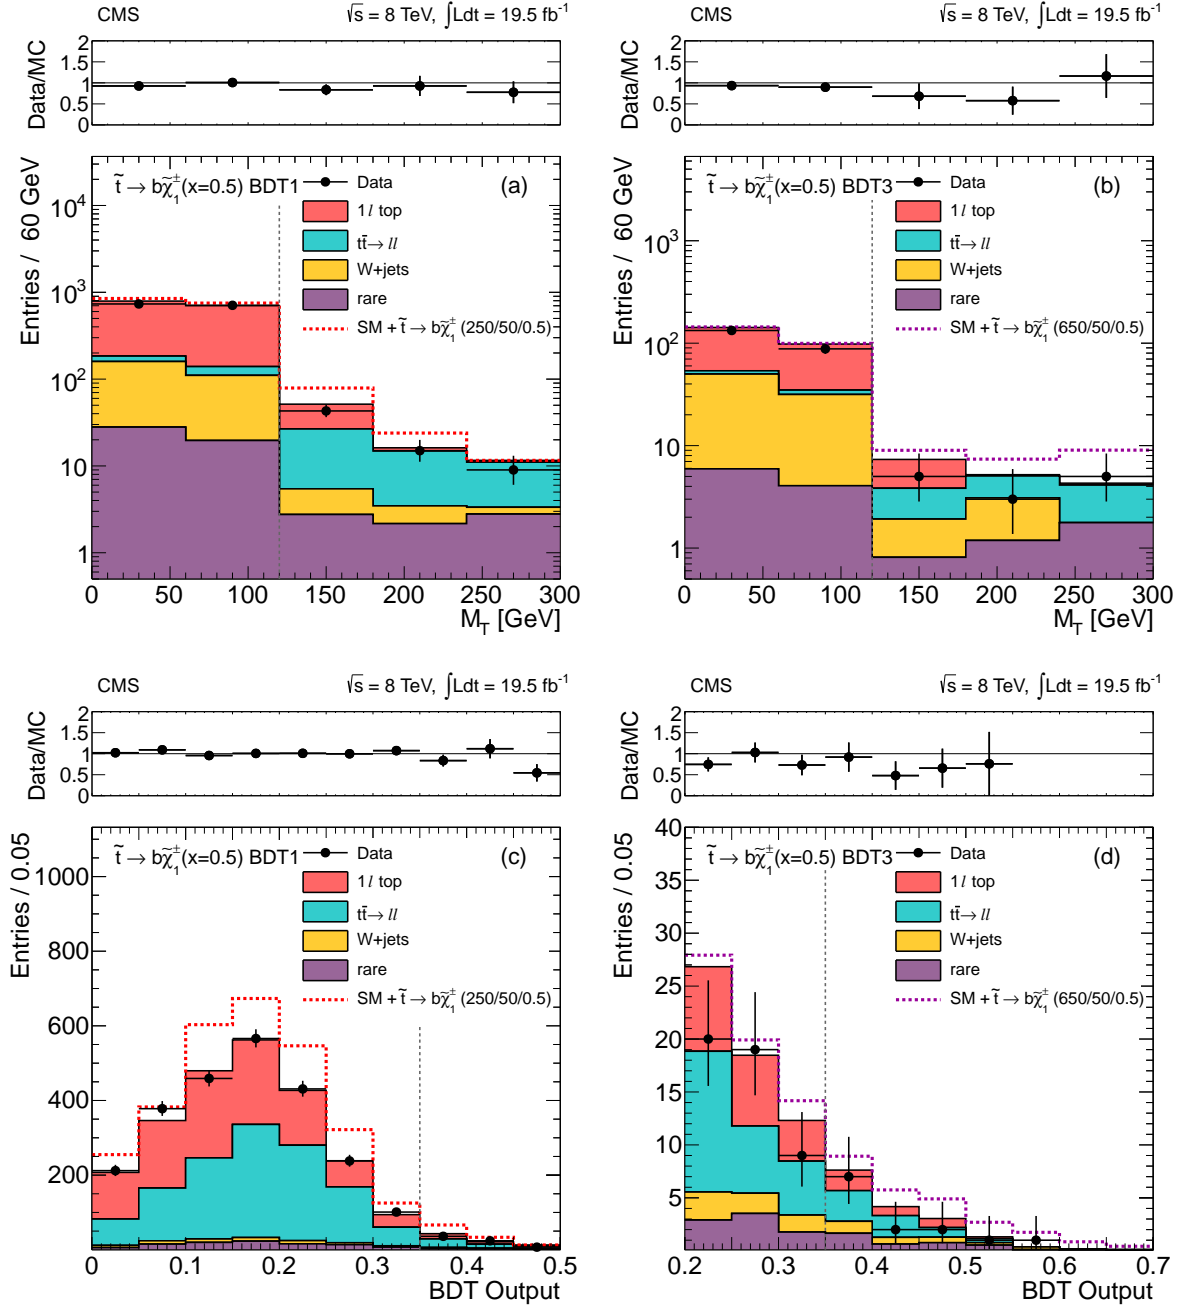 CMS √s = 8 TeV, ∫Ldt = 19.5 fb⁻¹
Data/MC
2
1.5
1
0.5
0
Entries / 60 GeV
t̃ → bχ̃₁±(x=0.5) BDT1
(a)
Data
1l top
tt̄ → ll
W+jets
rare
SM + t̃ → bχ̃₁± (250/50/0.5)
10⁴
10³
10²
10
1
0 50 100 150 200 250 300
M_T [GeV]
CMS √s = 8 TeV, ∫Ldt = 19.5 fb⁻¹
Data/MC
2
1.5
1
0.5
0
Entries / 60 GeV
t̃ → bχ̃₁±(x=0.5) BDT3
(b)
Data
1l top
tt̄ → ll
W+jets
rare
SM + t̃ → bχ̃₁± (650/50/0.5)
10³
10²
10
1
0 50 100 150 200 250 300
M_T [GeV]
CMS √s = 8 TeV, ∫Ldt = 19.5 fb⁻¹
Data/MC
2
1.5
1
0.5
0
Entries / 0.05
t̃ → bχ̃₁±(x=0.5) BDT1
(c)
Data
1l top
tt̄ → ll
W+jets
rare
SM + t̃ → bχ̃₁± (250/50/0.5)
1000
800
600
400
200
0 0.1 0.2 0.3 0.4 0.5
BDT Output
CMS √s = 8 TeV, ∫Ldt = 19.5 fb⁻¹
Data/MC
2
1.5
1
0.5
0
Entries / 0.05
t̃ → bχ̃₁±(x=0.5) BDT3
(d)
Data
1l top
tt̄ → ll
W+jets
rare
SM + t̃ → bχ̃₁± (650/50/0.5)
40
35
30
25
20
15
10
5
0.2 0.3 0.4 0.5 0.6 0.7
BDT Output